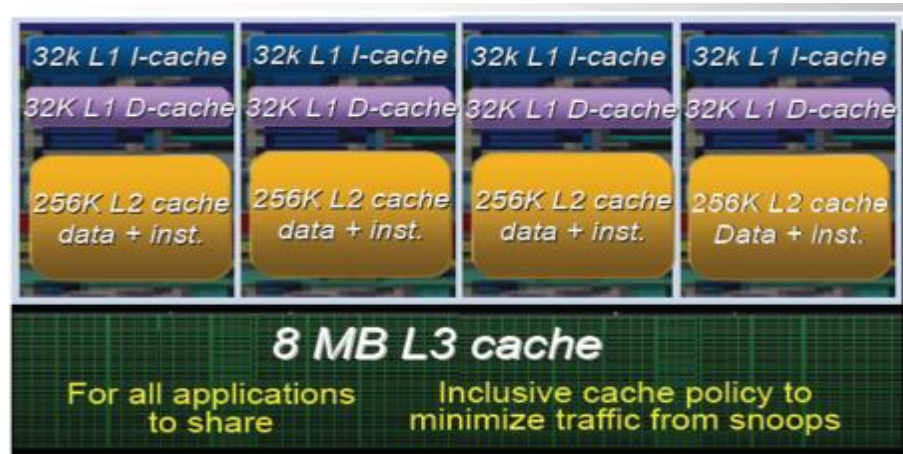 32k L1 I-cache
32K L1 D-cache
256K L2 cache
data + inst.
32k L1 I-cache
32K L1 D-cache
256K L2 cache
data + inst.
32k L1 I-cache
32K L1 D-cache
256K L2 cache
data + inst.
32k L1 I-cache
32K L1 D-cache
256K L2 cache
Data + Inst.
8 MB L3 cache
For all applications
to share
Inclusive cache policy to
minimize traffic from snoops